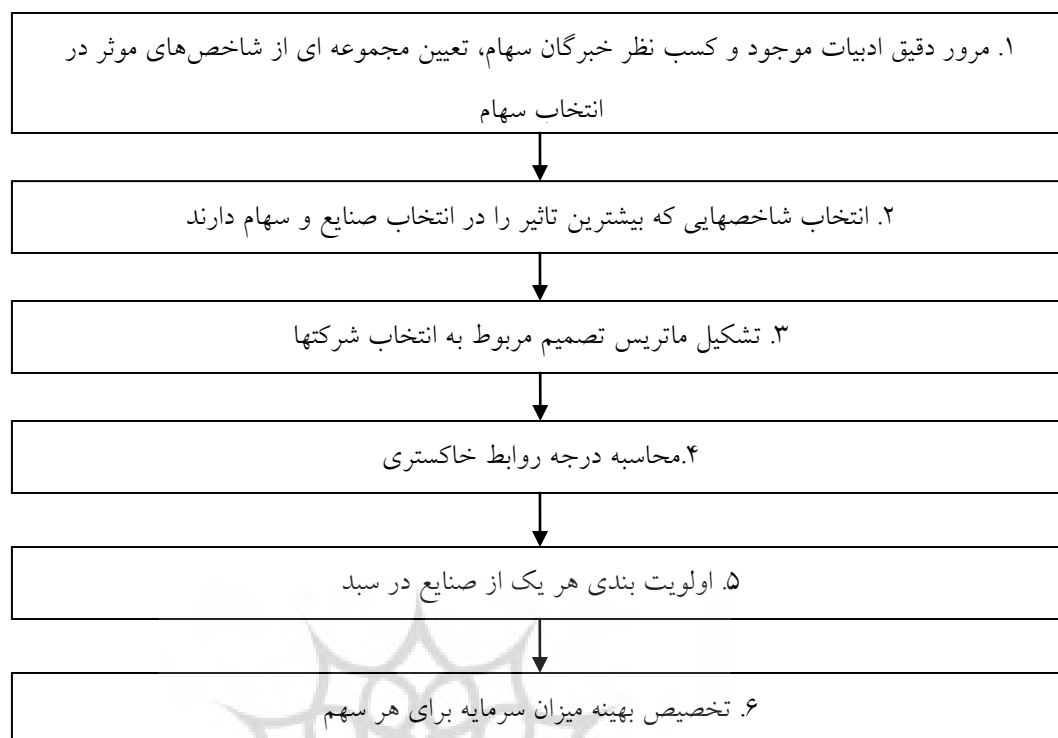 ۱. مرور دقیق ادبیات موجود و کسب نظر خبرگان سهام، تعیین مجموعه ای از شاخص‌های موثر در
انتخاب سهام
۲. انتخاب شاخصهایی که بیشترین تاثیر را در انتخاب صنایع و سهام دارند
۳. تشکیل ماتریس تصمیم مربوط به انتخاب شرکتها
۴.محاسبه درجه روابط خاکستری
۵. اولویت بندی هر یک از صنایع در سبد
۶. تخصیص بهینه میزان سرمایه برای هر سهم